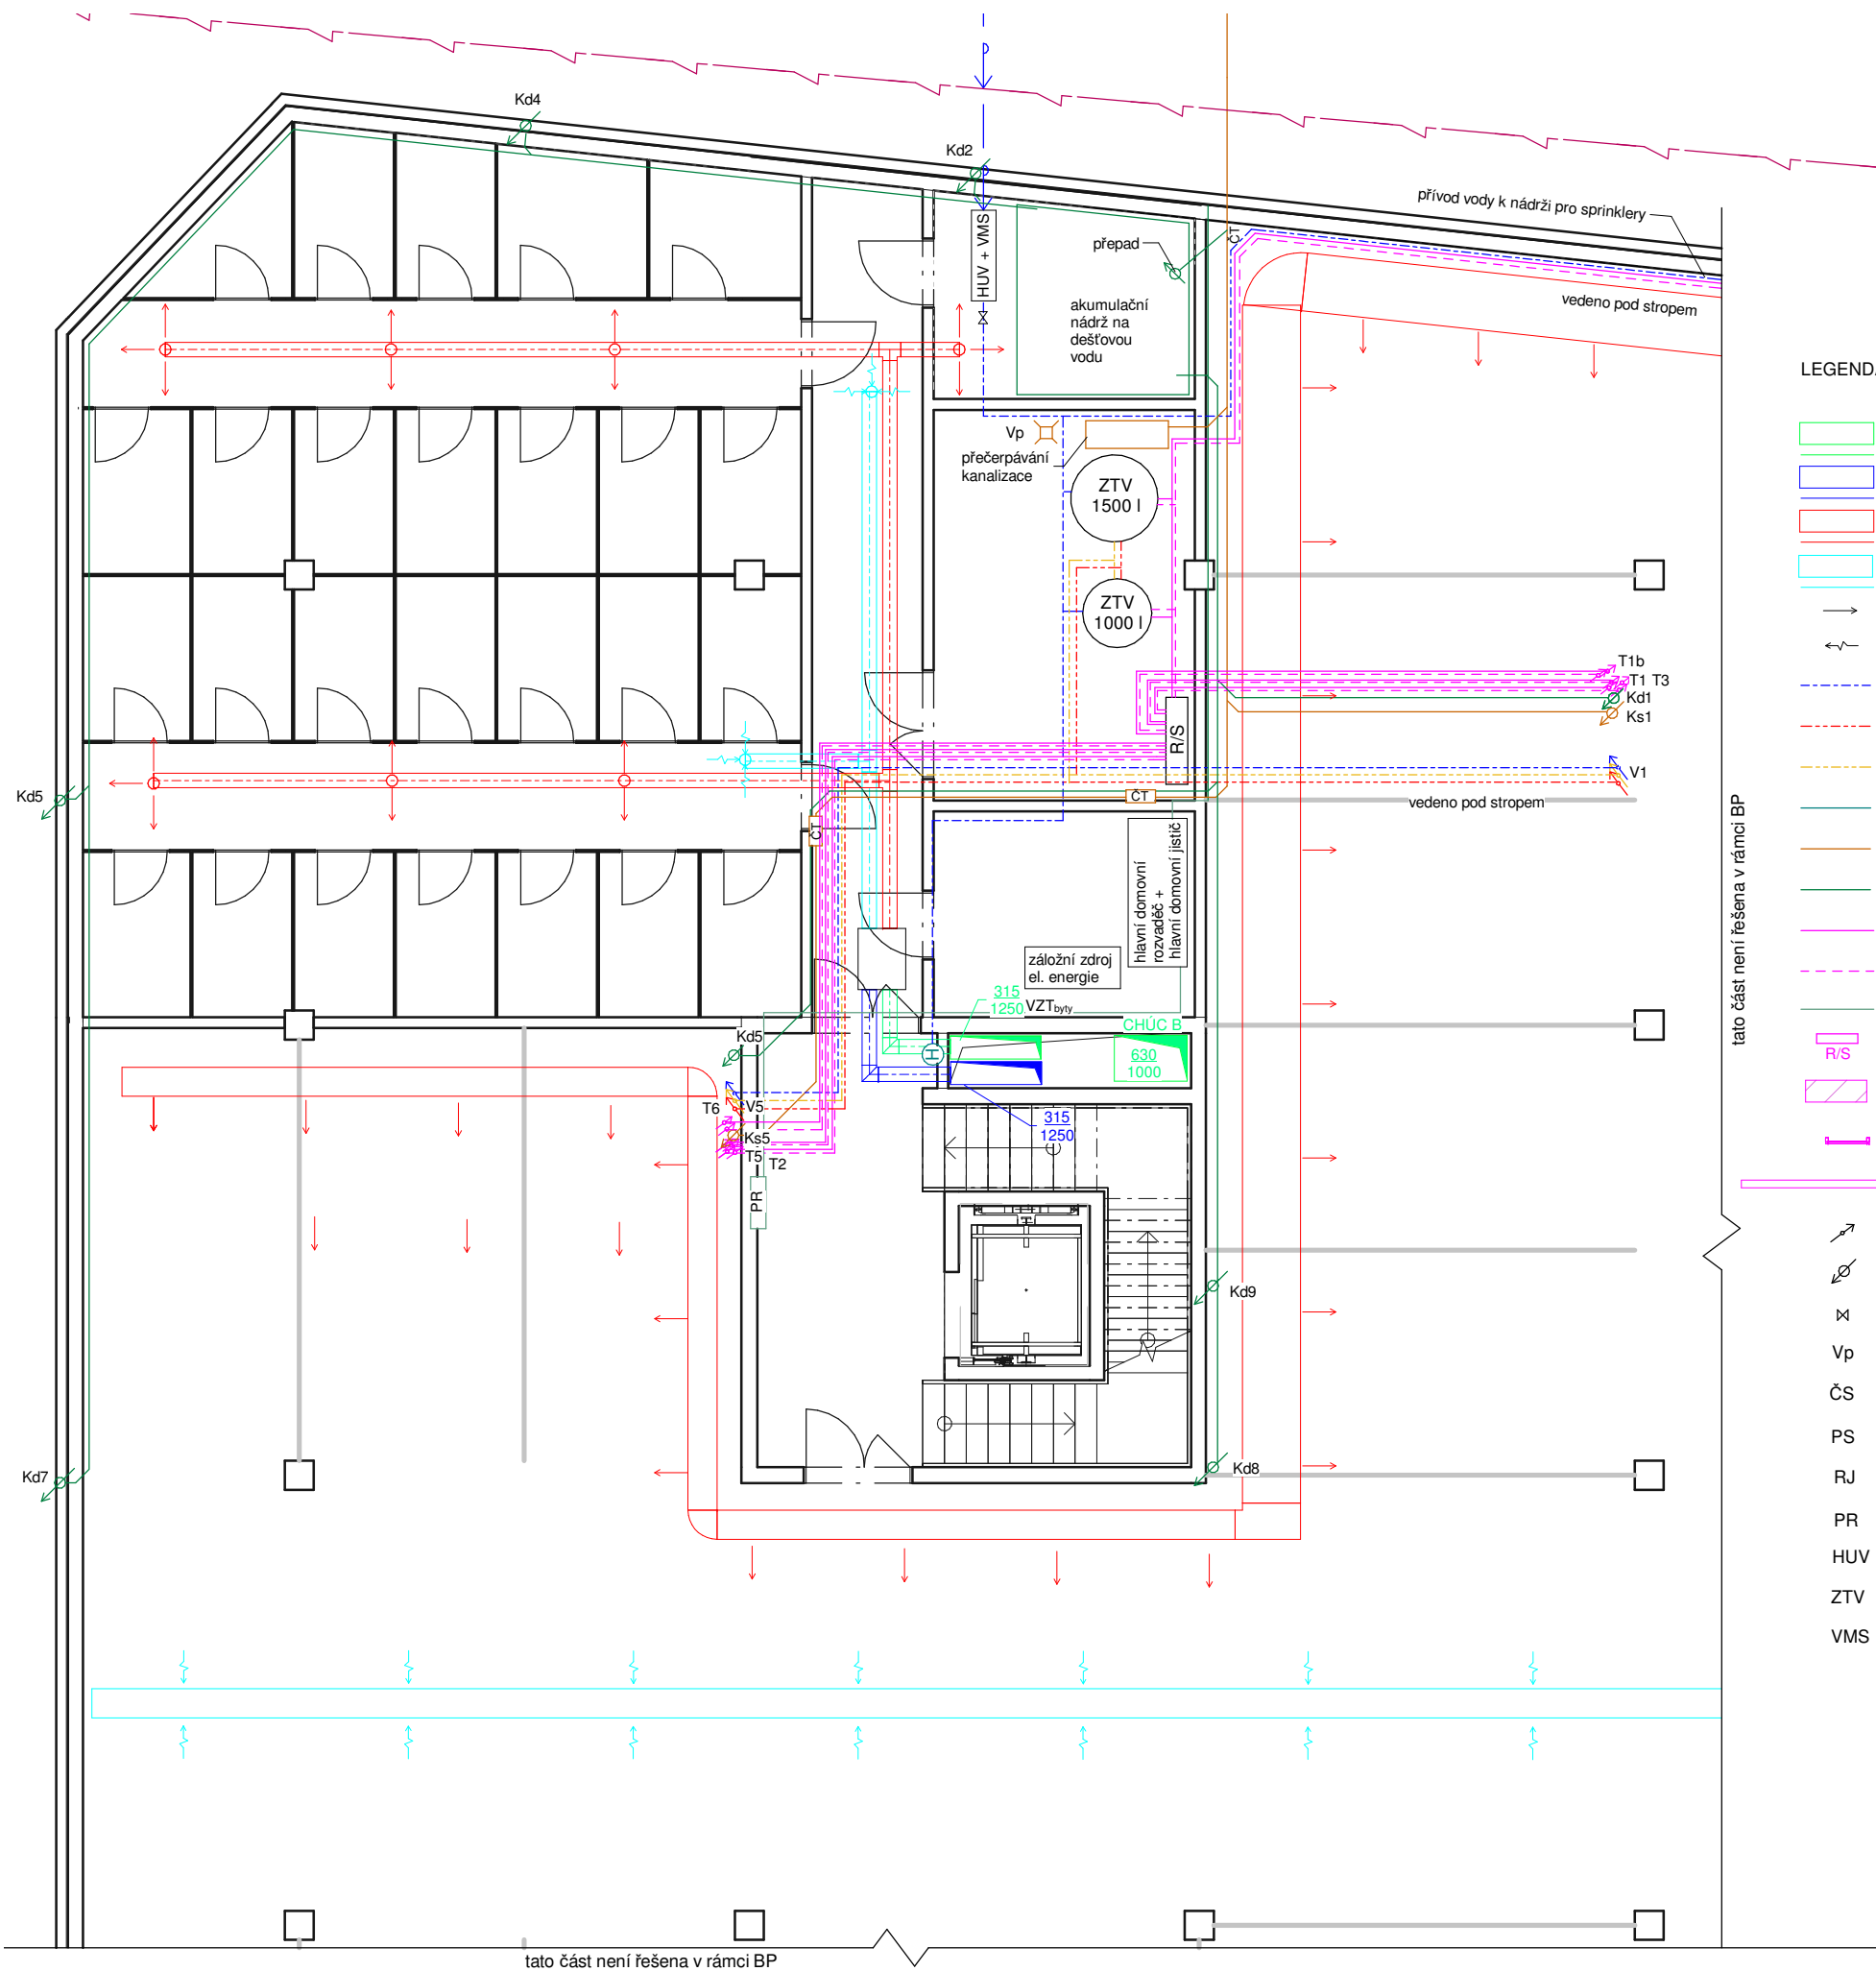 Kd4
Kd2
HUV + VMS
přepad
ČT
přívod vody k nádrži pro sprinklery
vedeno pod stropem
akumulační
nádrž na
dešťovou
vodu
LEGENDA
Vp
přečerpávání
kanalizace
ZTV
1500 l
ZTV
1000 l
R/S
T1b
T1 T3
Kd1
Ks1
V1
vedeno pod stropem
Kd5
ČT
ČT
hlavní domovní
rozvaděč +
hlavní domovní jistič
záložní zdroj
el. energie
315
1250
VZTbyty
CHÚC B
630
1000
H
315
1250
Kd5
T6
V5
Ks5
T5
T2
PR
Kd9
Kd8
Kd7
tato část není řešena v rámci BP
R/S
Vp
ČS
PS
RJ
PR
HUV
ZTV
VMS
tato část není řešena v rámci BP